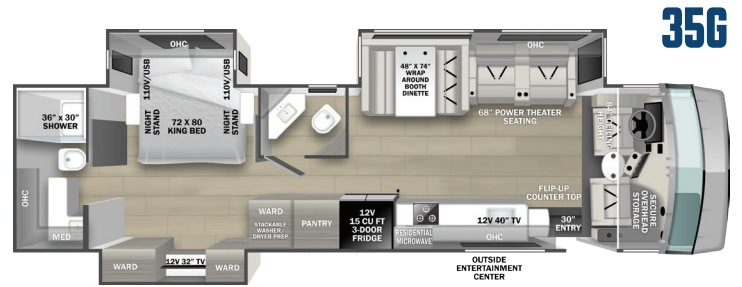 35G
OHC
OHC
110V/USB
110V/USB
NIGHT
STAND
NIGHT
STAND
72 X 80
KING BED
36" x 30"
SHOWER
48" X 74"
WRAP
AROUND
BOOTH
DINETTE
68" POWER THEATER
SEATING
84" CEILING
HEIGHT
SECURE
OVERHEAD
STORAGE
FLIP-UP
COUNTER TOP
30"
ENTRY
OHC
MED
WARD
STACKABLE
WASHER/
DRYER PREP
PANTRY
12V
15 CU FT
3-DOOR
FRIDGE
RESIDENTIAL
MICROWAVE
12V 40" TV
OHC
WARD
12V 32" TV
WARD
OUTSIDE
ENTERTAINMENT
CENTER